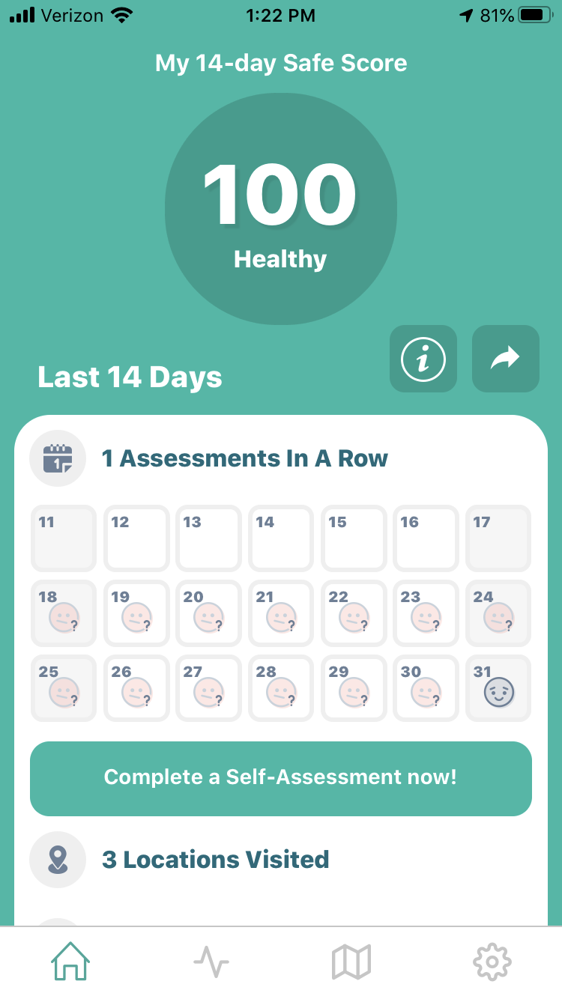 Verizon 1:22 PM 81%
My 14-day Safe Score
100
Healthy
Last 14 Days
1
1 Assessments In A Row
11 12 13 14 15 16 17
18 19 20 21 22 23 24
? ? ? ? ? ? ?
25 26 27 28 29 30 31
? ? ? ? ? ?
Complete a Self-Assessment now!
3 Locations Visited